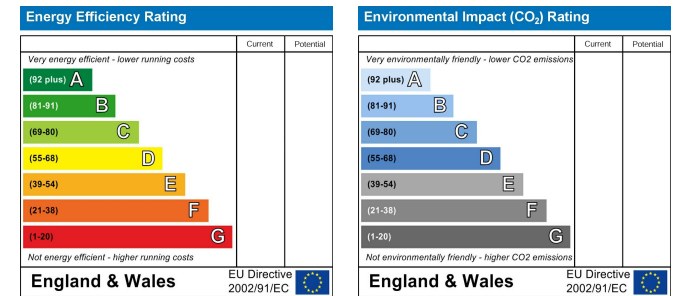 Energy Efficiency Rating
Current Potential
Very energy efficient - lower running costs
(92 plus) A
(81-91) B
(69-80) C
(55-68) D
(39-54) E
(21-38) F
(1-20) G
Not energy efficient - higher running costs
England & Wales
EU Directive
2002/91/EC
Environmental Impact (CO₂) Rating
Current Potential
Very environmentally friendly - lower CO2 emissions
(92 plus) A
(81-91) B
(69-80) C
(55-68) D
(39-54) E
(21-38) F
(1-20) G
Not environmentally friendly - higher CO2 emissions
England & Wales
EU Directive
2002/91/EC